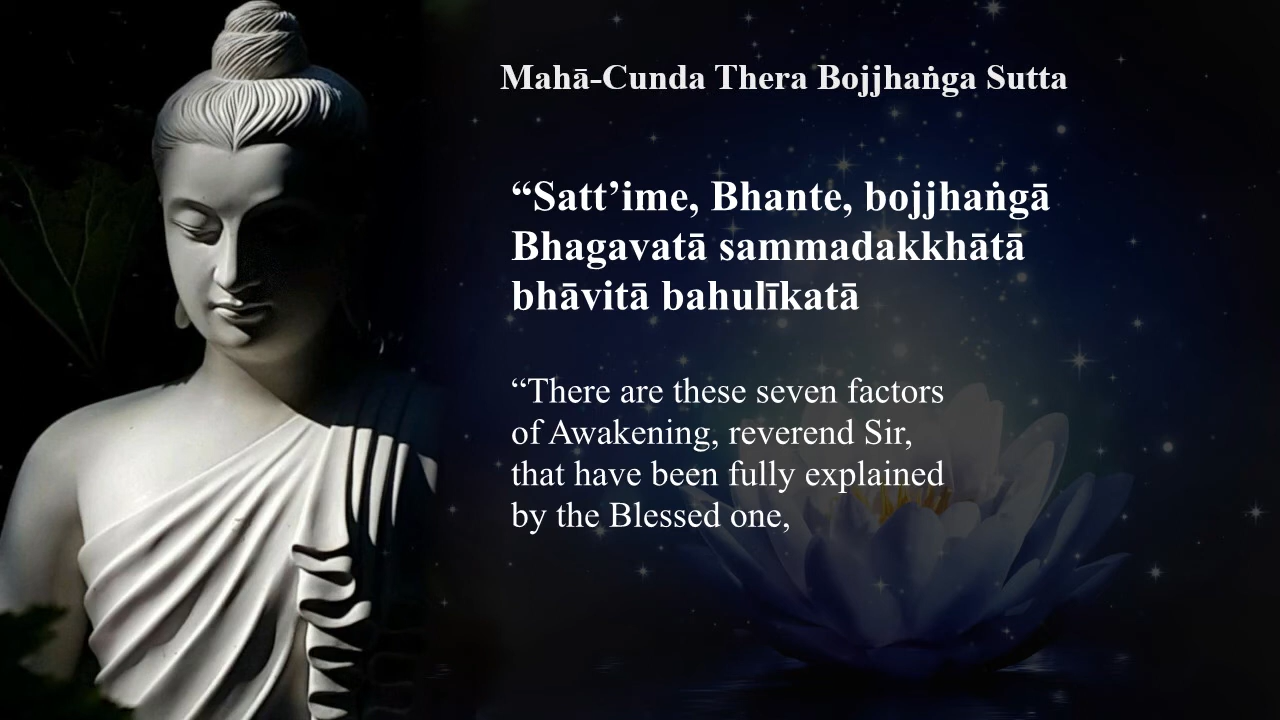 Mahā-Cunda Thera Bojjhaṅga Sutta
“Satt’ime, Bhante, bojjhaṅgā
Bhagavatā sammadakkhātā
bhāvitā bahulīkatā
“There are these seven factors
of Awakening, reverend Sir,
that have been fully explained
by the Blessed one,